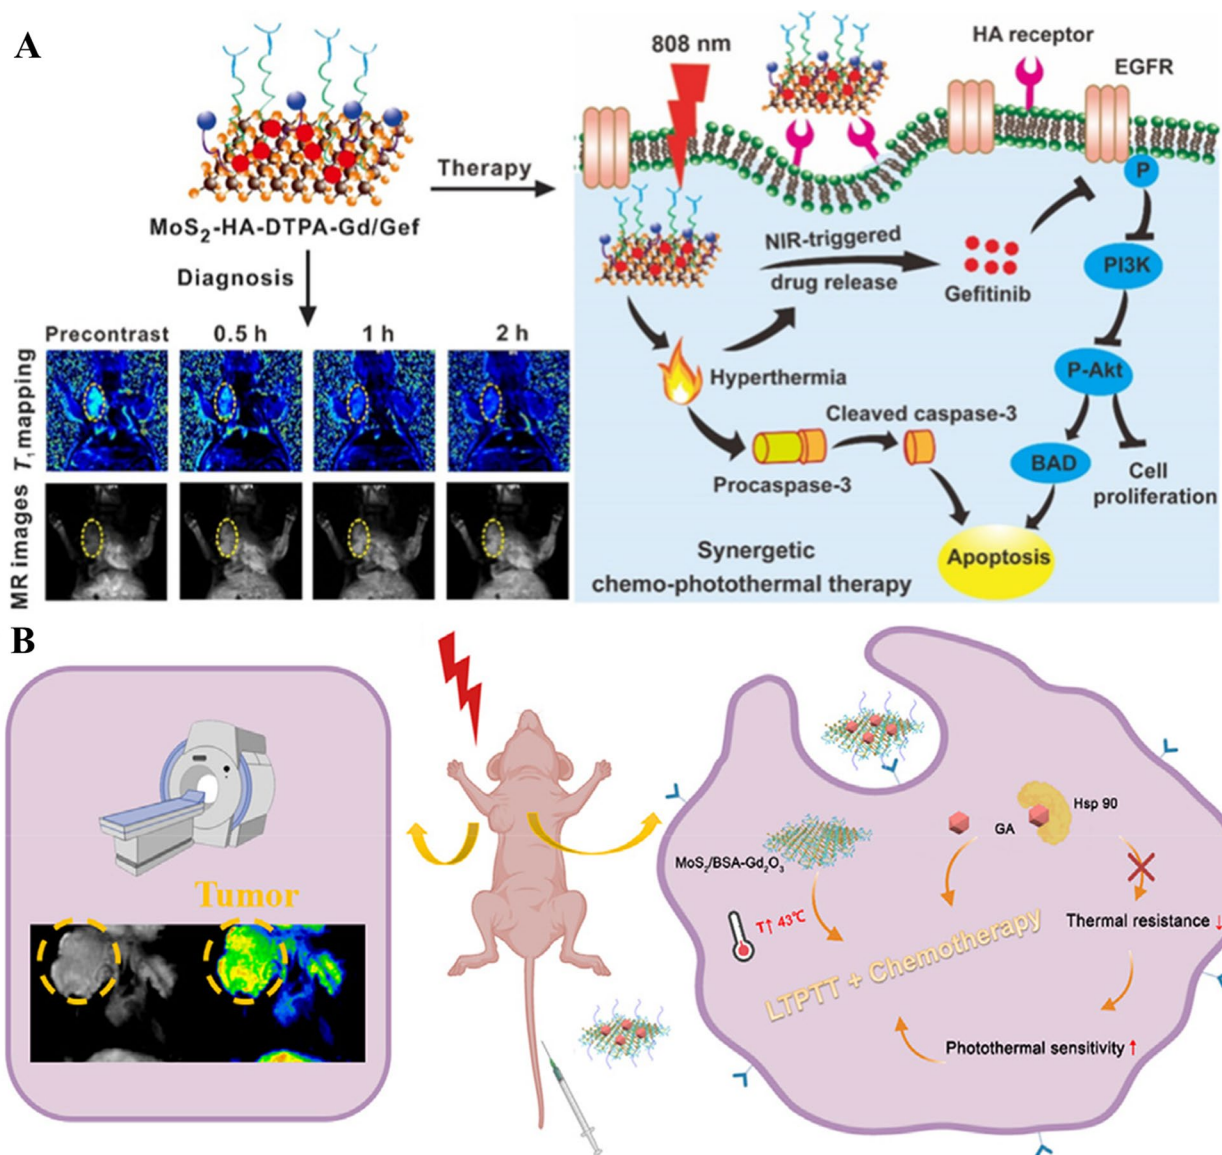 A
MoS2-HA-DTPA-Gd/Gef
Therapy
Diagnosis
Precontrast
0.5 h
1 h
2 h
T1 mapping
MR images
808 nm
HA receptor
EGFR
P
NIR-triggered
drug release
Gefitinib
PI3K
Hyperthermia
P-Akt
Cleaved caspase-3
Procaspase-3
BAD
Cell
proliferation
Synergetic
chemo-photothermal therapy
Apoptosis
B
Tumor
Hsp 90
GA
MoS2/BSA-Gd2O3
T↑ 43℃
Thermal resistance ↓
LTPTT + Chemotherapy
Photothermal sensitivity ↑